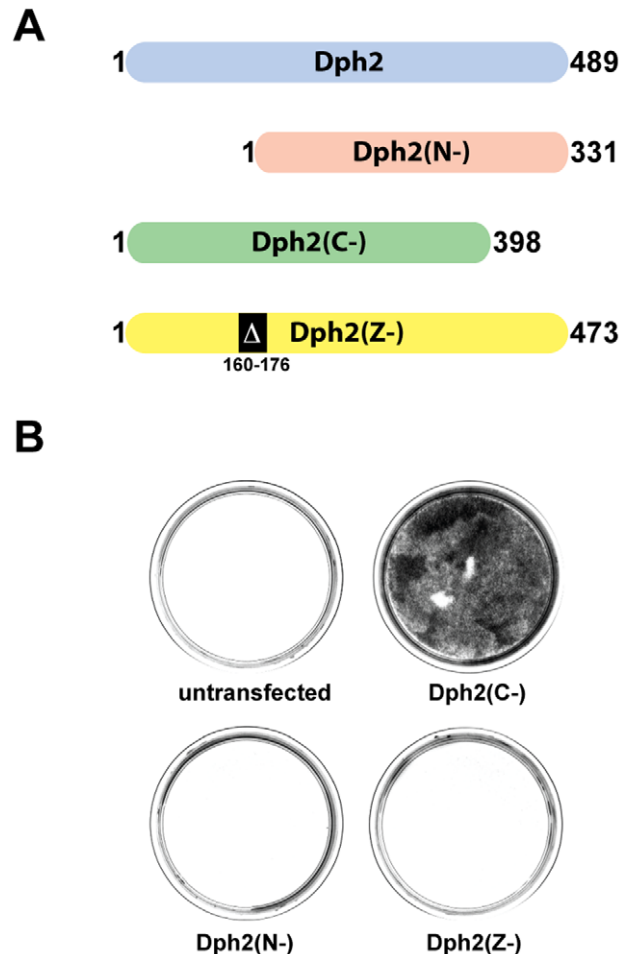 A
1 Dph2 489
1 Dph2(N-) 331
1 Dph2(C-) 398
1 Δ Dph2(Z-) 473
160-176
B
untransfected Dph2(C-)
Dph2(N-) Dph2(Z-)